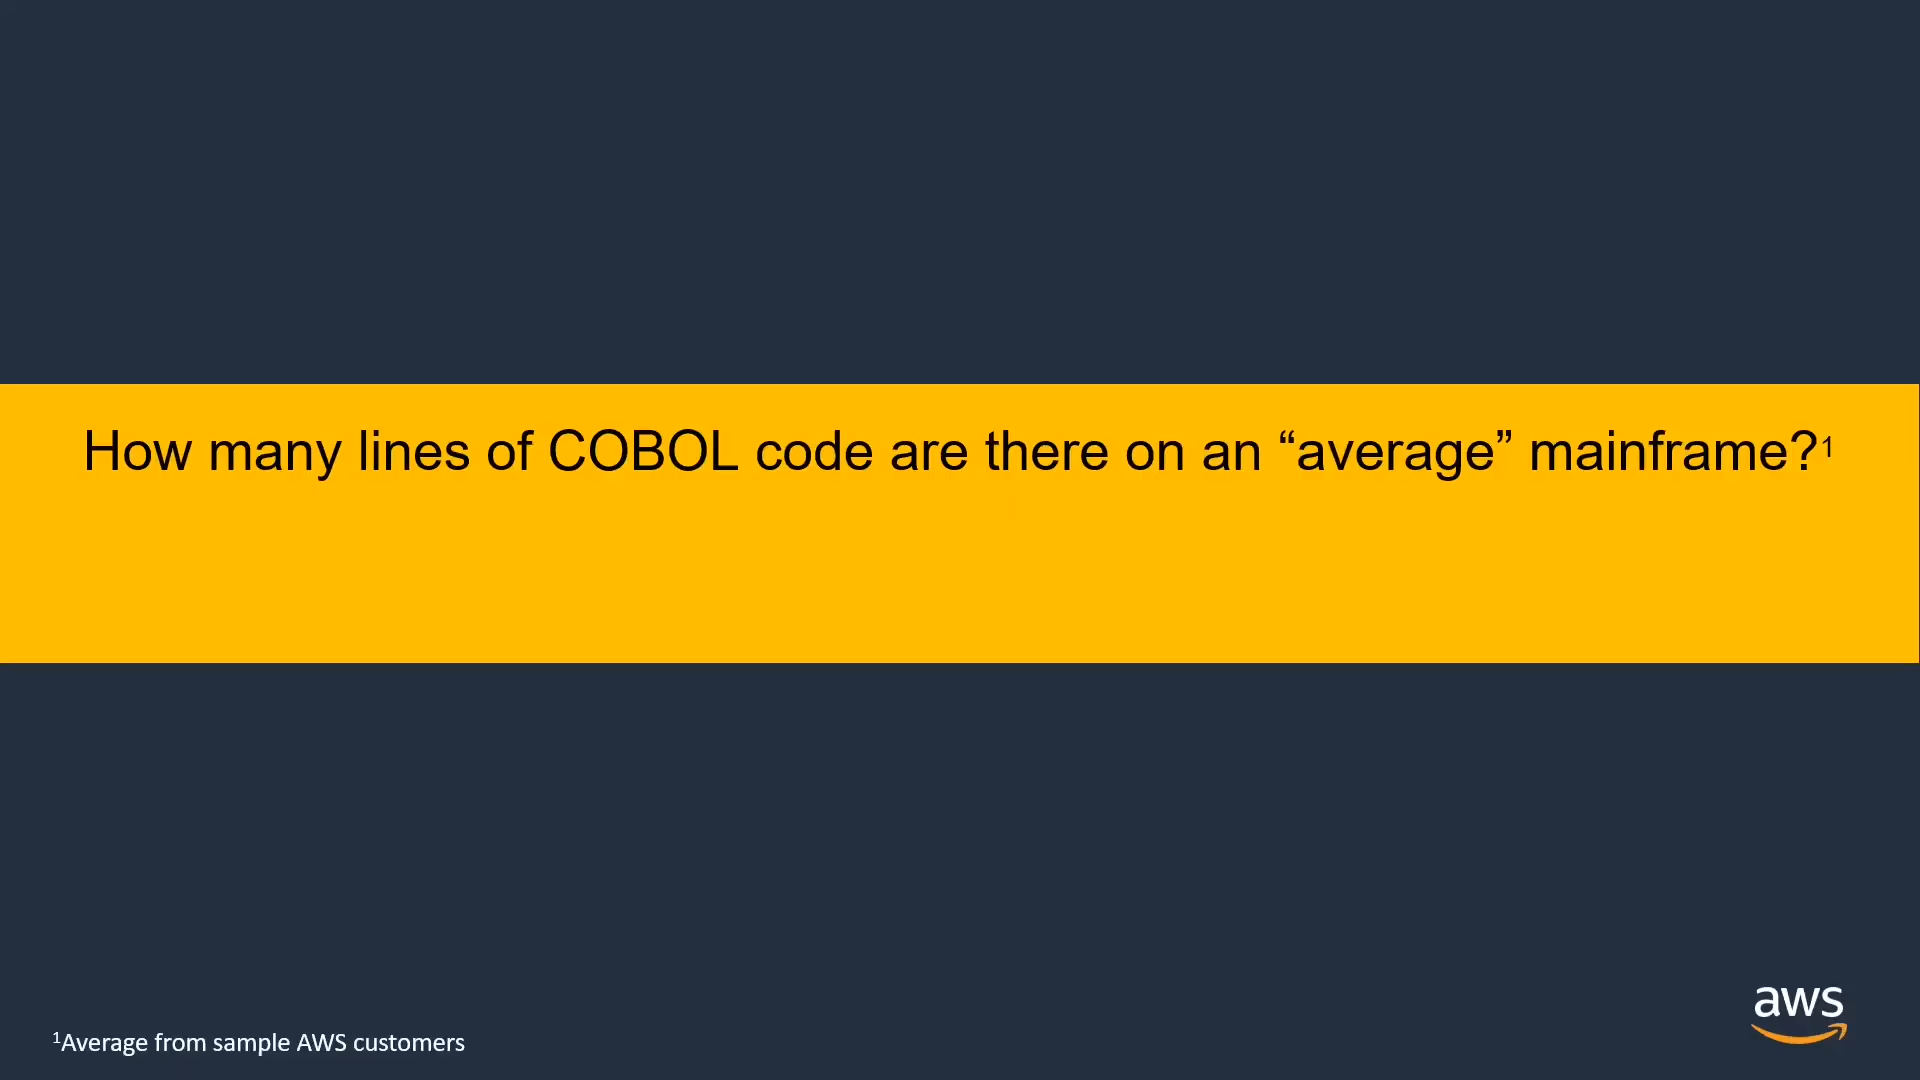 How many lines of COBOL code are there on an “average” mainframe?¹
aws
¹Average from sample AWS customers